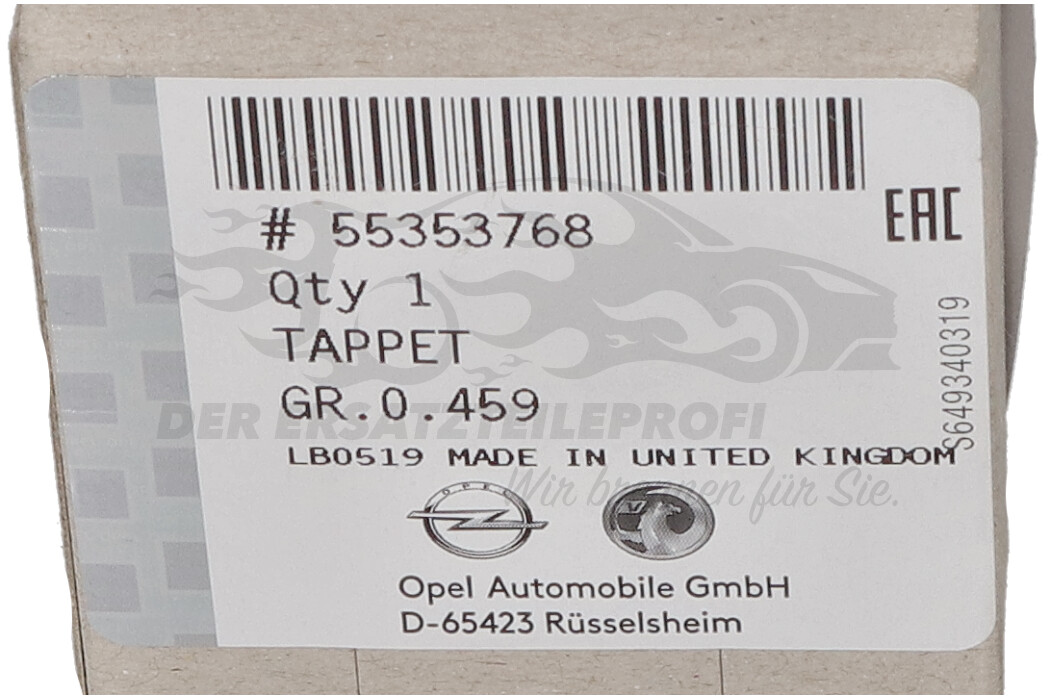 # 55353768
EAC
Qty 1
TAPPET
GR.0.459
S649340319
DER ERSATZTEILEPROFI
LB0519 MADE IN UNITED KINGDOM
Wir brennen für Sie.
OPEL
Opel Automobile GmbH
D-65423 Rüsselsheim